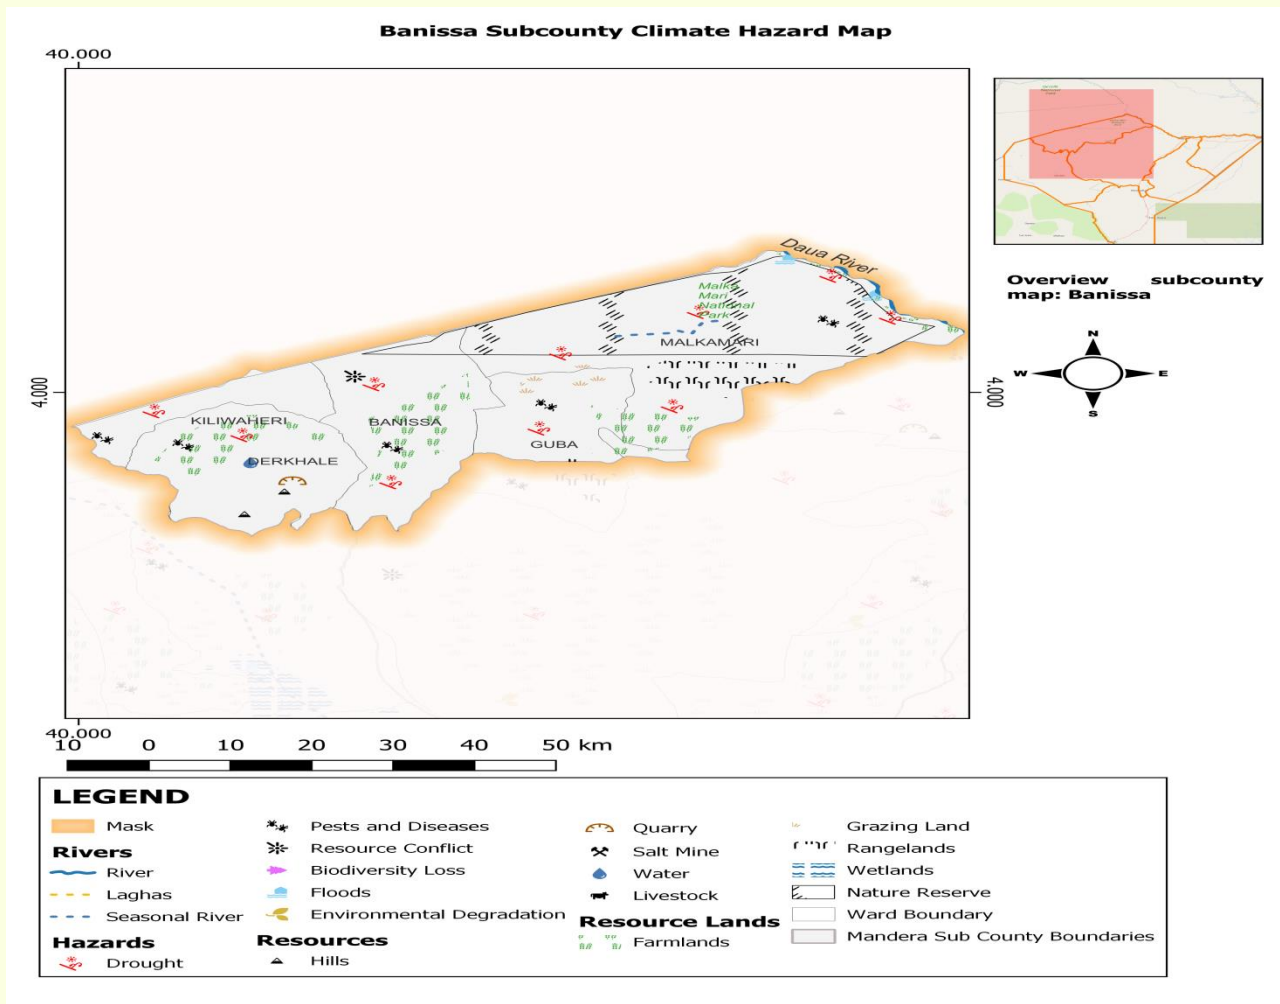 Banissa Subcounty Climate Hazard Map
40.000
Daua River
Malka
Mari
National
Park
MALKAMARI
4.000
4.000
KILIWAHERI
BANISSA
GUBA
DERKHALE
Overview subcounty
map: Banissa
N
W E
S
40.000
10 0 10 20 30 40 50 km
LEGEND
Mask
Rivers
River
Laghas
Seasonal River
Hazards
Drought
Pests and Diseases
Resource Conflict
Biodiversity Loss
Floods
Environmental Degradation
Resources
Hills
Quarry
Salt Mine
Water
Livestock
Resource Lands
Farmlands
Grazing Land
Rangelands
Wetlands
Nature Reserve
Ward Boundary
Mandera Sub County Boundaries